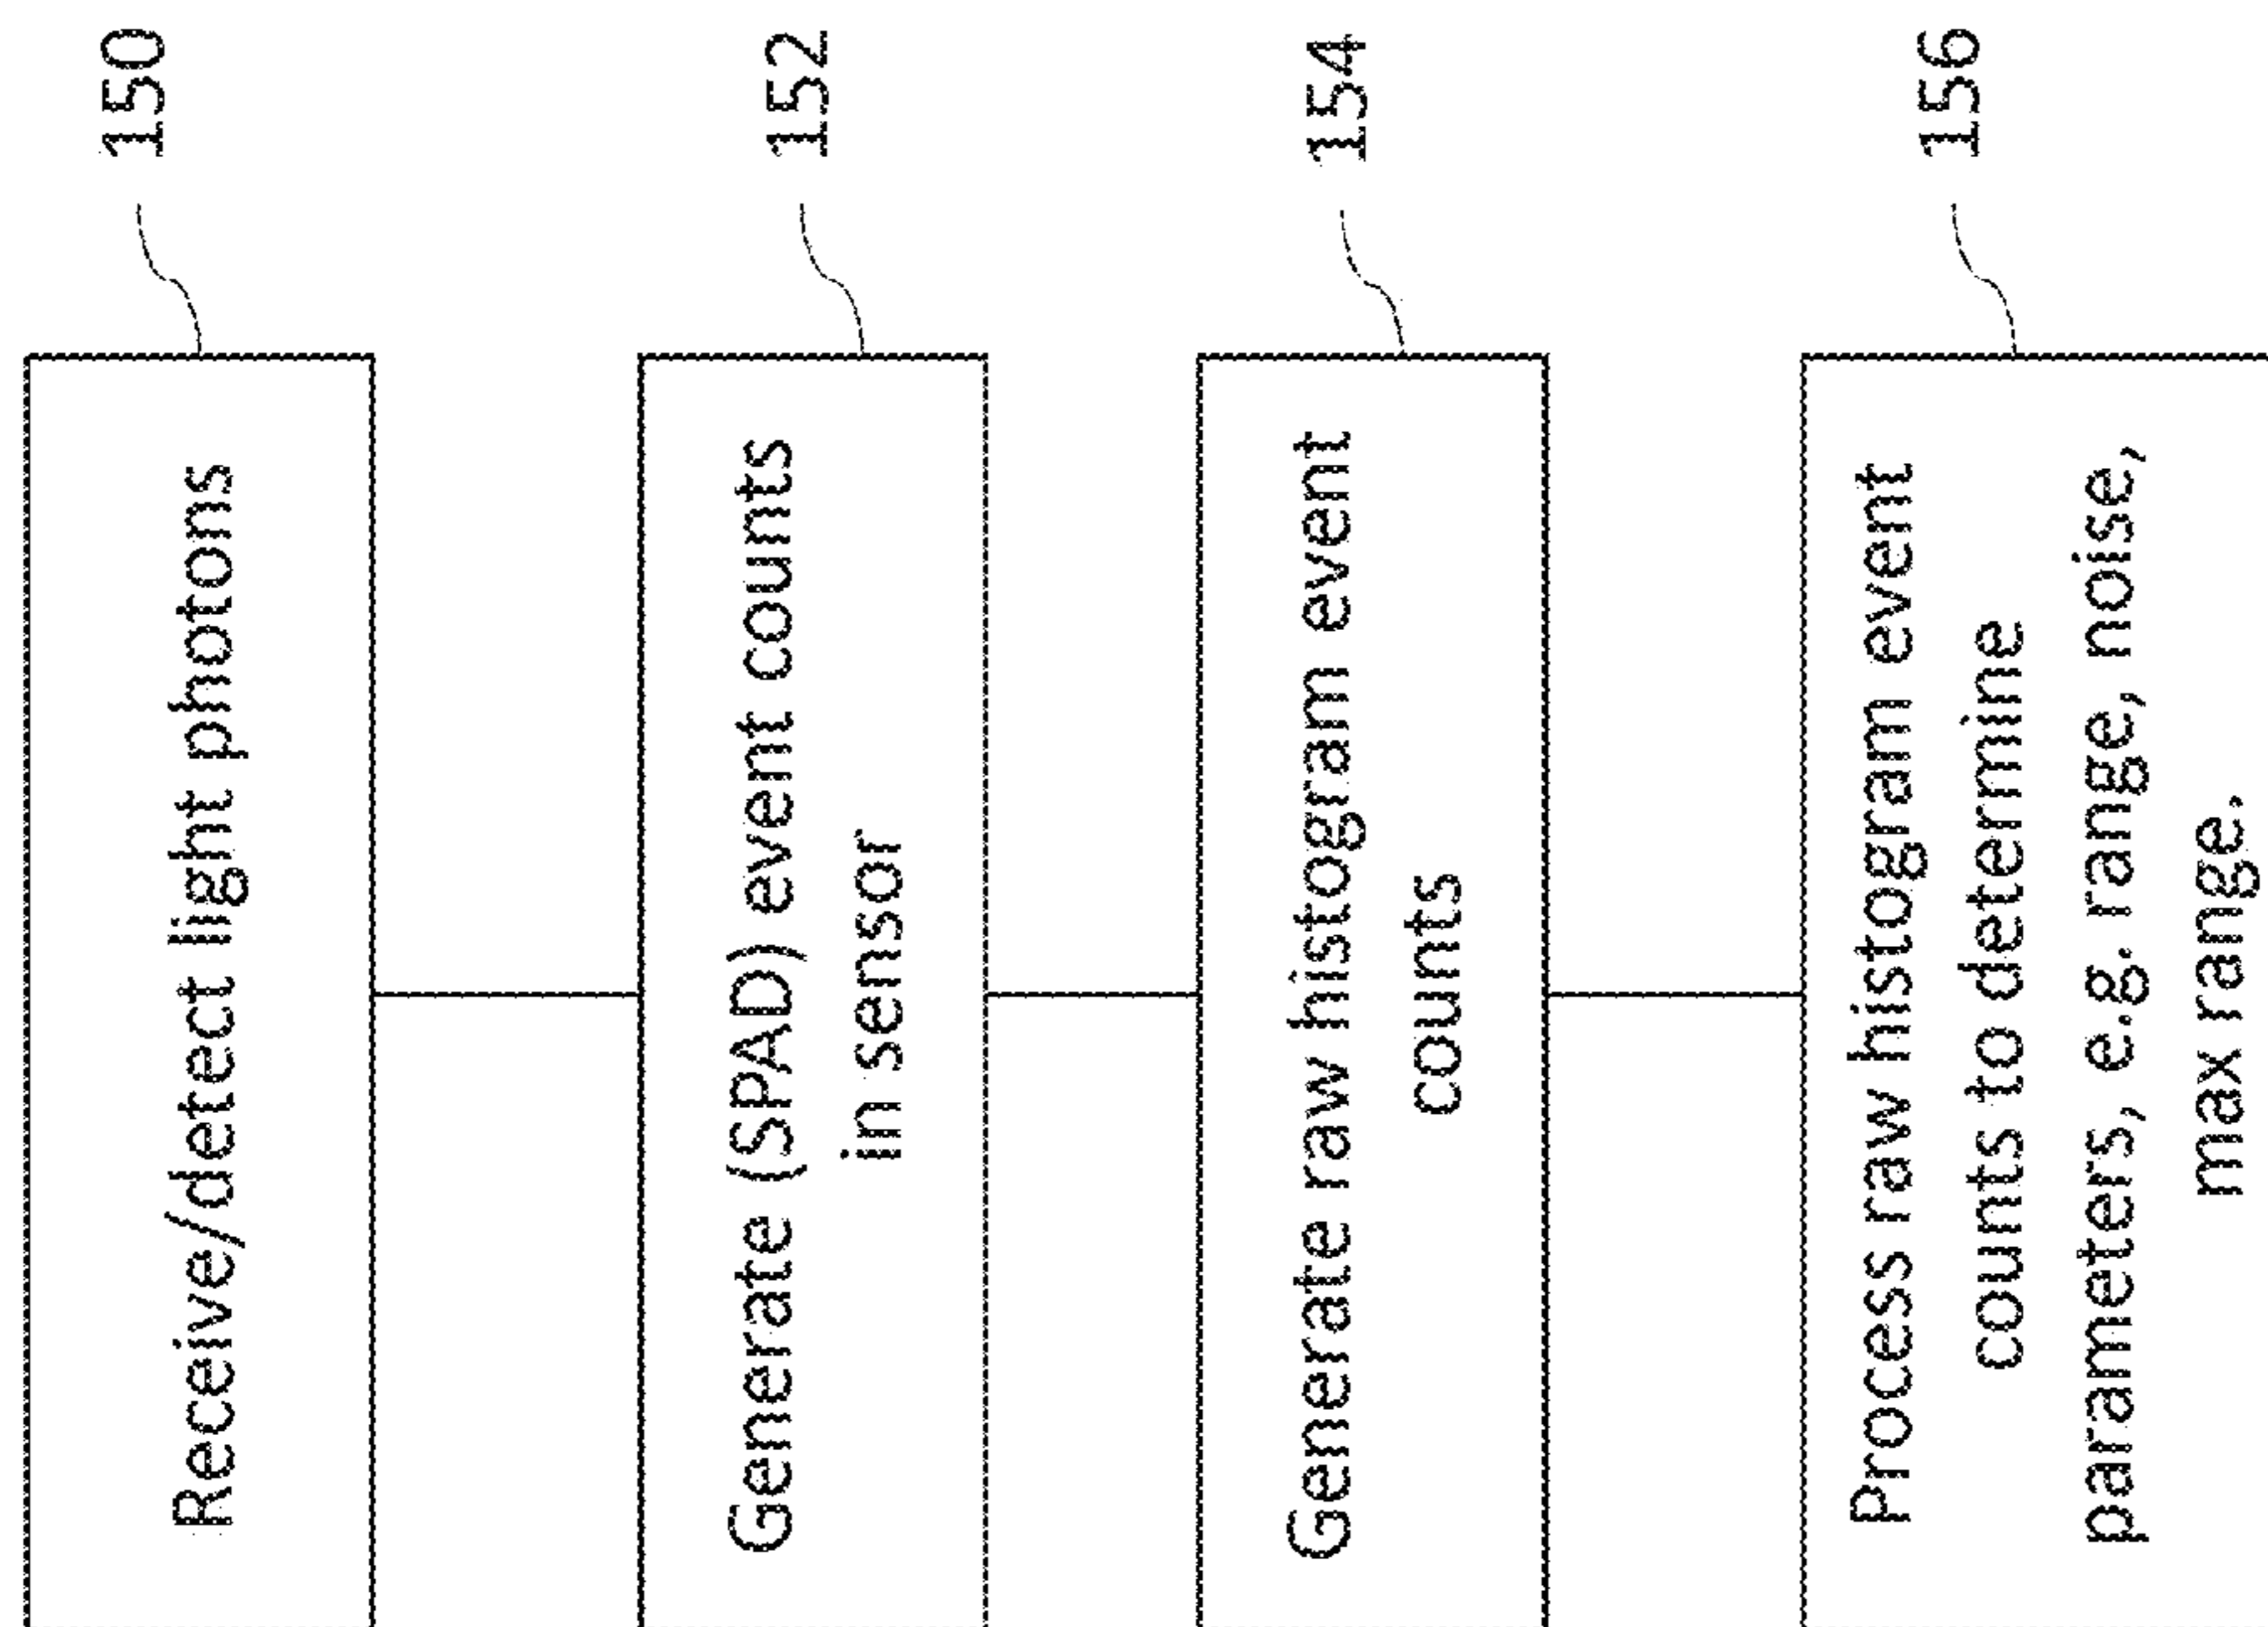 150
Receive/detect light photons
152
Generate (SPAD) event counts
in sensor
154
Generate raw histogram event
counts
156
Process raw histogram event
counts to determine
parameters, e.g. range, noise,
max range.